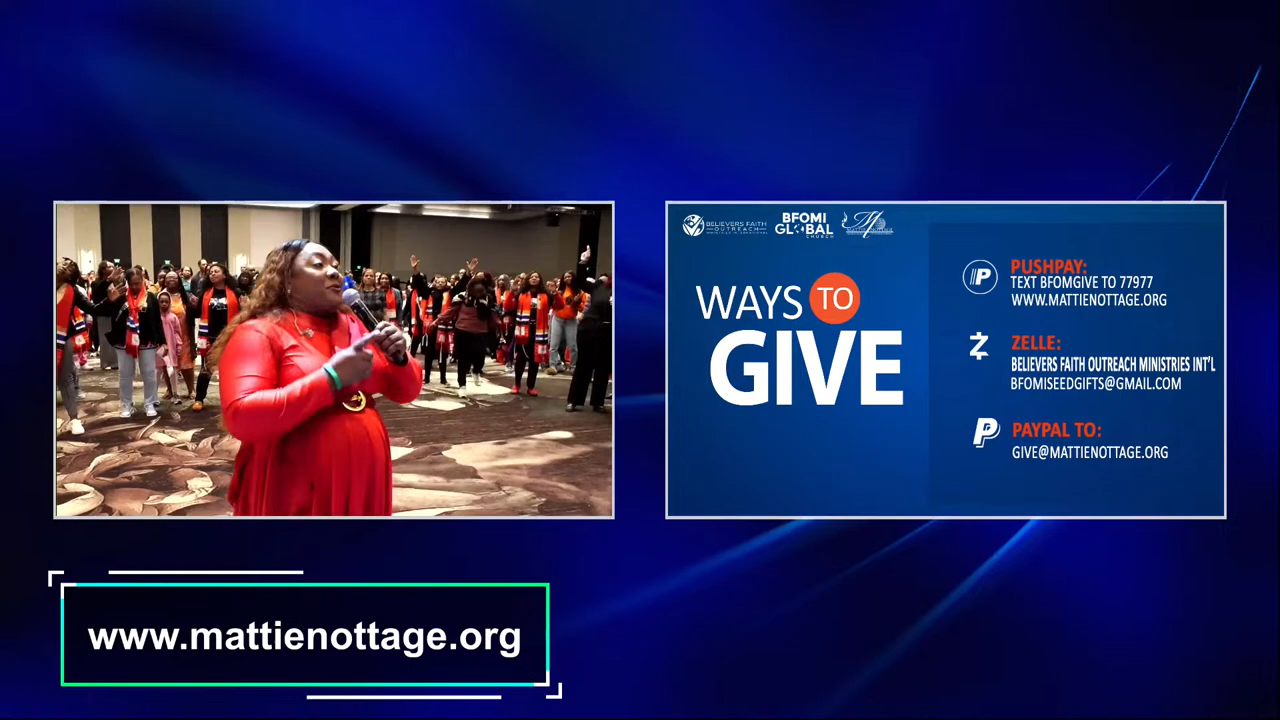 BELIEVERS FAITH
OUTREACH
BFOMI
GLOBAL
CHURCH
WAYS TO
GIVE
PUSHPAY:
TEXT BFOMGIVE TO 77977
WWW.MATTIENOTTAGE.ORG
ZELLE:
BELIEVERS FAITH OUTREACH MINISTRIES INT'L
BFOMISEEDGIFTS@GMAIL.COM
PAYPAL TO:
GIVE@MATTIENOTTAGE.ORG
www.mattienottage.org